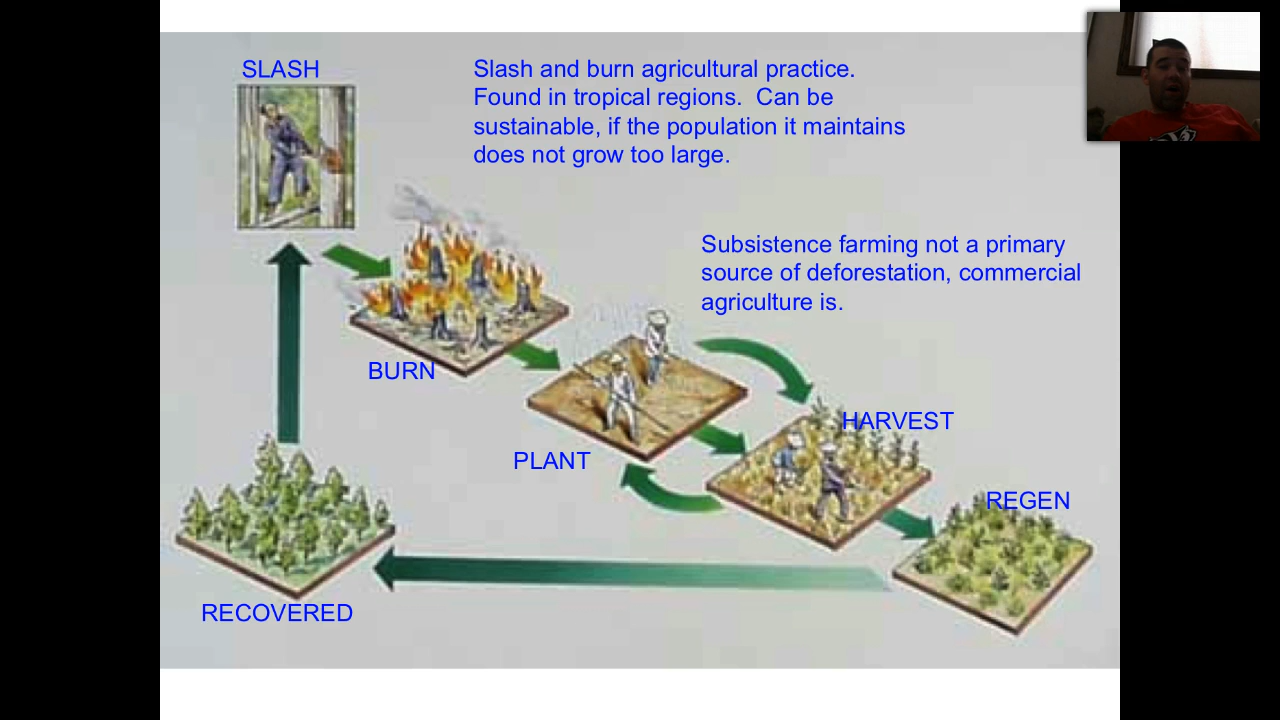 SLASH
Slash and burn agricultural practice.
Found in tropical regions.  Can be
sustainable, if the population it maintains
does not grow too large.
Subsistence farming not a primary
source of deforestation, commercial
agriculture is.
BURN
HARVEST
PLANT
REGEN
RECOVERED